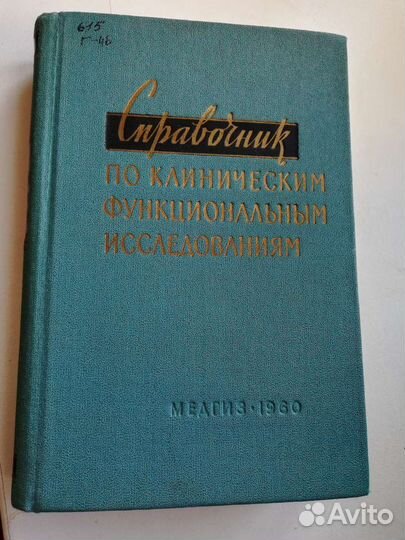 615
Г-46
Справочник
ПО КЛИНИЧЕСКИМ
ФУНКЦИОНАЛЬНЫМ
ИССЛЕДОВАНИЯМ
МЕДГИЗ · 1960
Avito